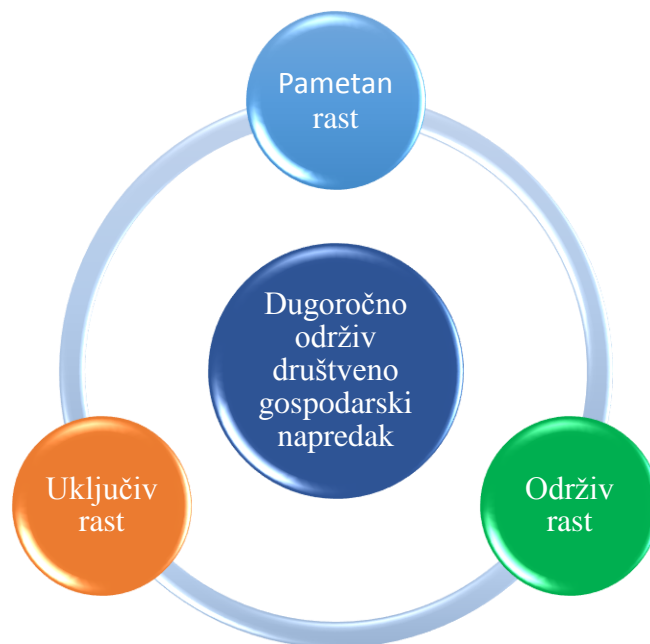 Pametan
rast
Dugoročno
održiv
društveno
gospodarski
napredak
Uključiv
rast
Održiv
rast